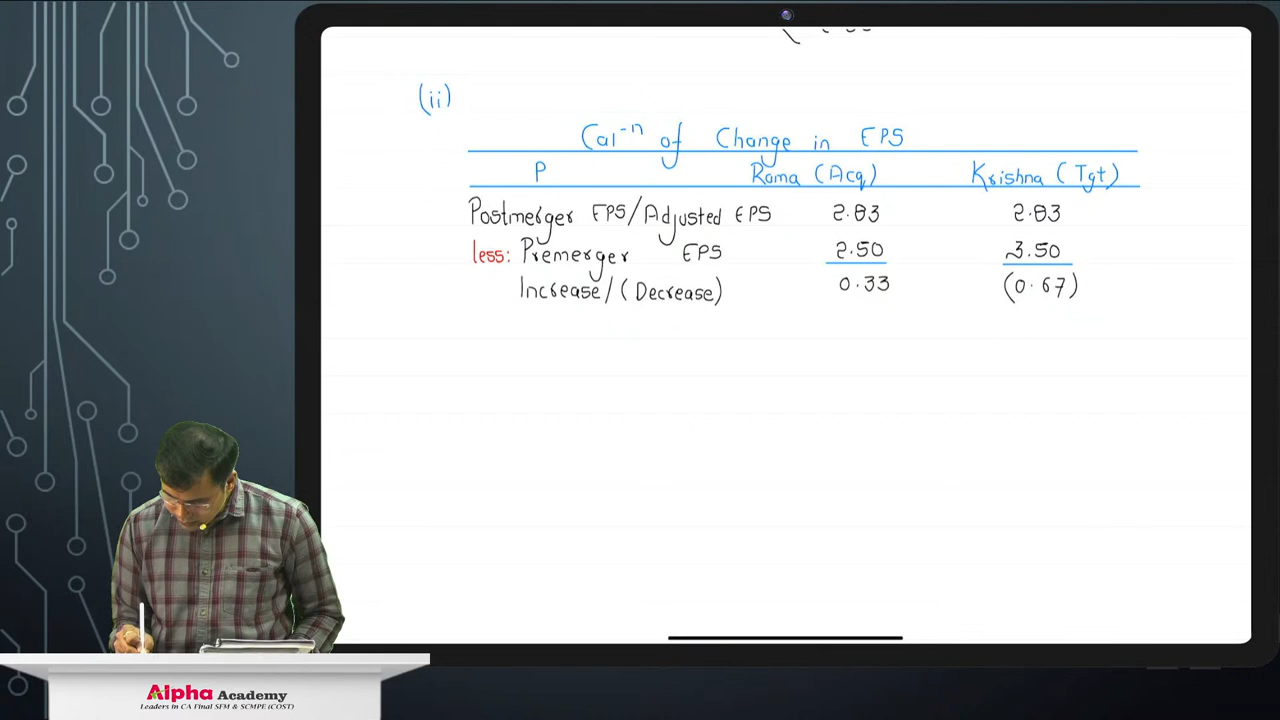 (ii)
Cal⁻ⁿ of Change in EPS
P Rama (Acq) Krishna (Tgt)
Postmerger EPS/Adjusted EPS 2.83 2.83
less: Premerger EPS 2.50 3.50
Increase/(Decrease) 0.33 (0.67)
Alpha Academy
Leaders in CA Final SFM & SCMPE (COST)